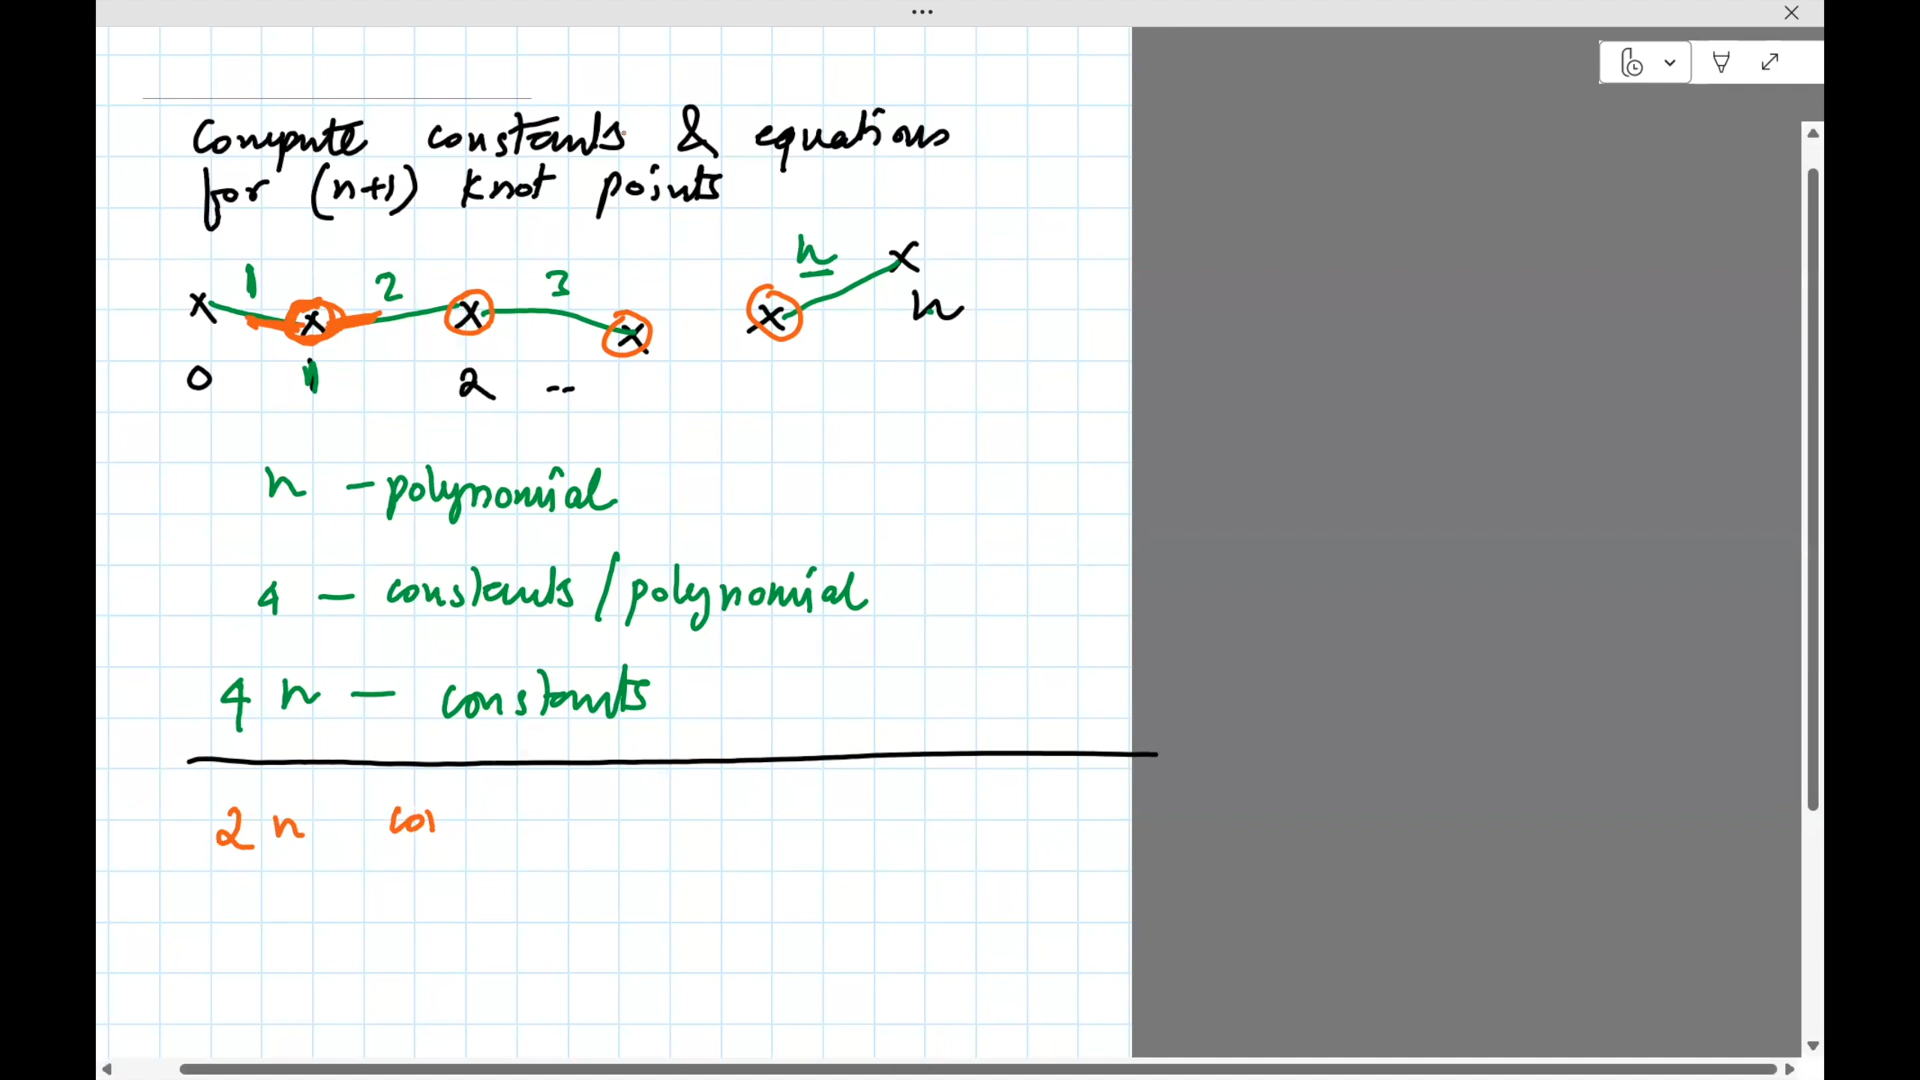 Compute constants & equations
for (n+1) knot points
1 2 3 n
0 1 2 -- n
n - polynomial
4 - constants / polynomial
4 n - constants
2 n co